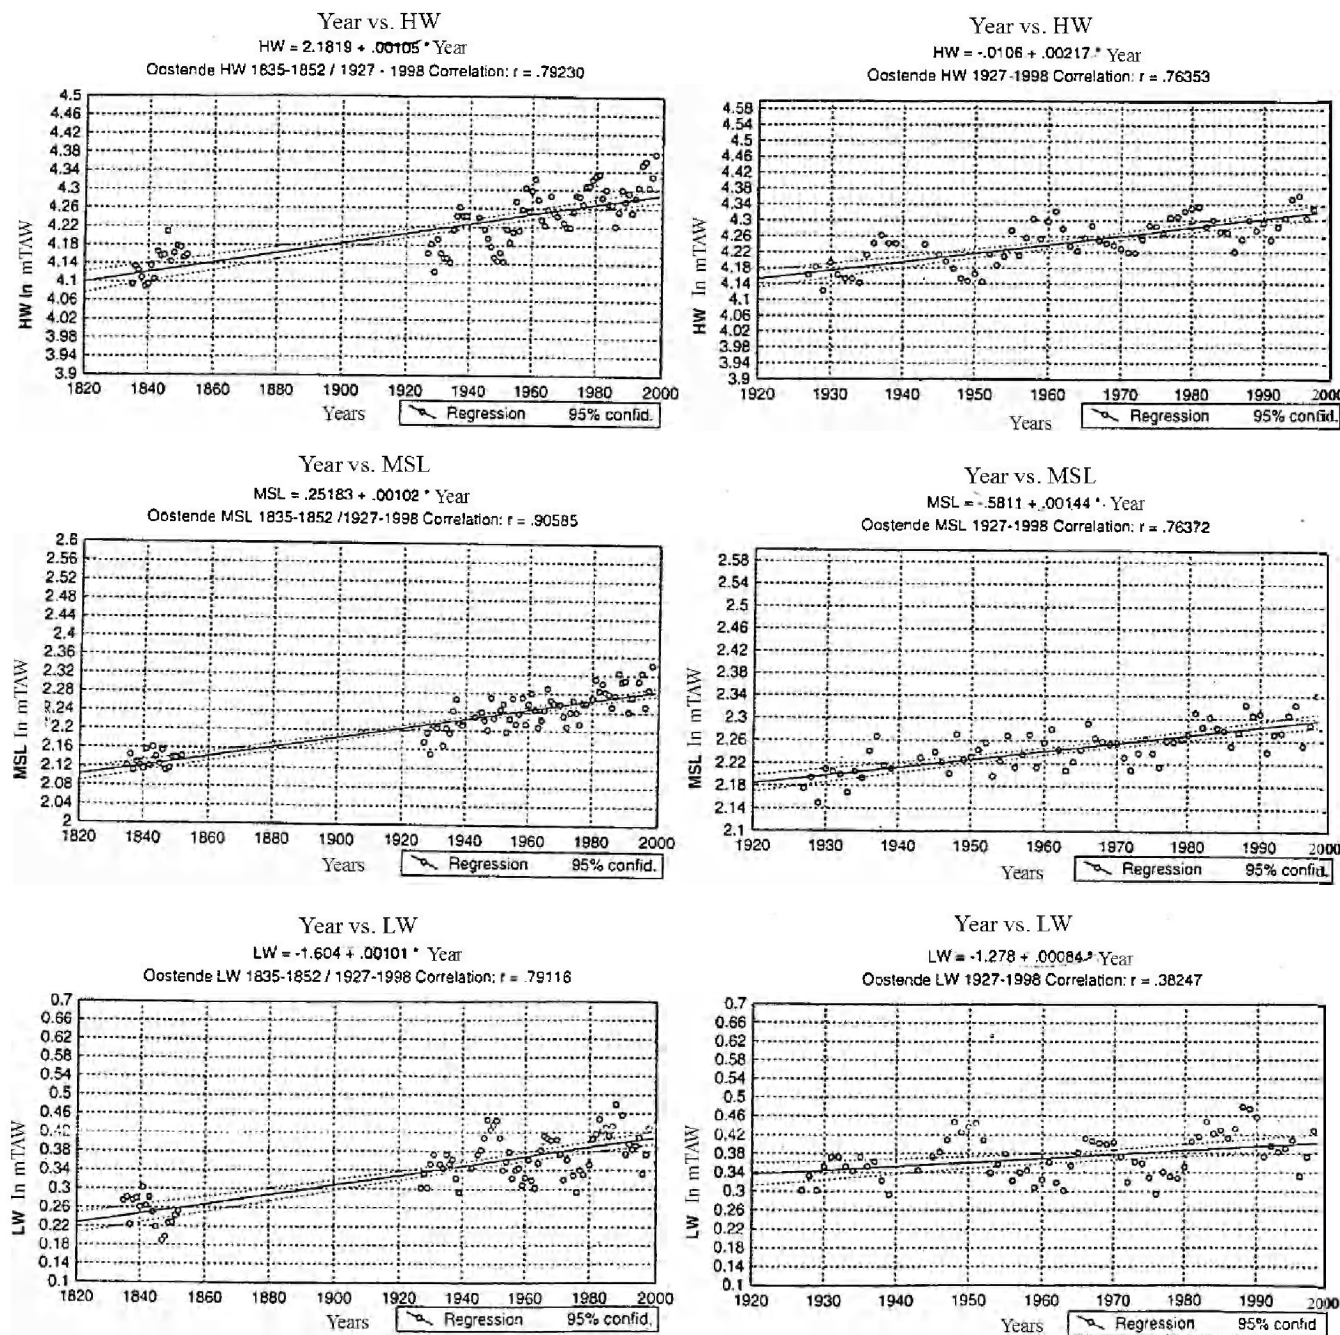 Year vs. HW
HW = 2.1819 + .00105 * Year
Oostende HW 1835-1852 / 1927 - 1998 Correlation: r = .79230
4.5
4.46
4.42
4.38
4.34
4.3
4.26
4.22
4.18
4.14
4.1
4.06
4.02
3.98
3.94
3.9
HW In mTAW
1820 1840 1860 1880 1900 1920 1940 1960 1980 2000
Years
Regression 95% confid.
Year vs. HW
HW = -.0106 + .00217 * Year
Oostende HW 1927-1998 Correlation: r = .76353
4.58
4.54
4.5
4.46
4.42
4.38
4.34
4.3
4.26
4.22
4.18
4.14
4.1
4.06
4.02
3.98
3.94
3.9
HW In mTAW
1920 1930 1940 1950 1960 1970 1980 1990 2000
Years
Regression 95% confid.
Year vs. MSL
MSL = .25183 + .00102 * Year
Oostende MSL 1835-1852 /1927-1998 Correlation: r = .90585
2.6
2.56
2.52
2.48
2.44
2.4
2.36
2.32
2.28
2.24
2.2
2.16
2.12
2.08
2.04
2
MSL In mTAW
1820 1840 1860 1880 1900 1920 1940 1960 1980 2000
Years
Regression 95% confid.
Year vs. MSL
MSL = -.5811 + .00144 * Year
Oostende MSL 1927-1998 Correlation: r = .76372
2.58
2.54
2.5
2.46
2.42
2.38
2.34
2.3
2.26
2.22
2.18
2.14
2.1
MSL In mTAW
1920 1930 1940 1950 1960 1970 1980 1990 2000
Years
Regression 95% confid.
Year vs. LW
LW = -1.604 + .00101 * Year
Oostende LW 1835-1852 / 1927-1998 Correlation: r = .79116
0.7
0.66
0.62
0.58
0.54
0.5
0.46
0.42
0.38
0.34
0.3
0.26
0.22
0.18
0.14
0.1
LW In mTAW
1820 1840 1860 1880 1900 1920 1940 1960 1980 2000
Years
Regression 95% confid.
Year vs. LW
LW = -1.278 + .00084 * Year
Oostende LW 1927-1998 Correlation: r = .38247
0.7
0.66
0.62
0.58
0.54
0.5
0.46
0.42
0.38
0.34
0.3
0.26
0.22
0.18
0.14
0.1
LW In mTAW
1920 1930 1940 1950 1960 1970 1980 1990 2000
Years
Regression 95% confid